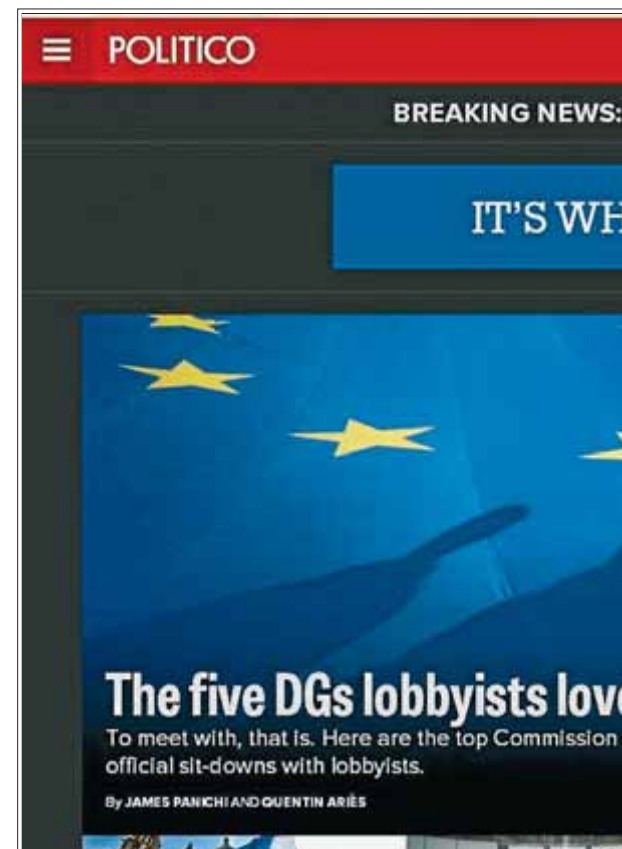 POLITICO
BREAKING NEWS:
IT'S WH
The five DGs lobbyists love
To meet with, that is. Here are the top Commission
official sit-downs with lobbyists.
By JAMES PANICHI AND QUENTIN ARIÈS